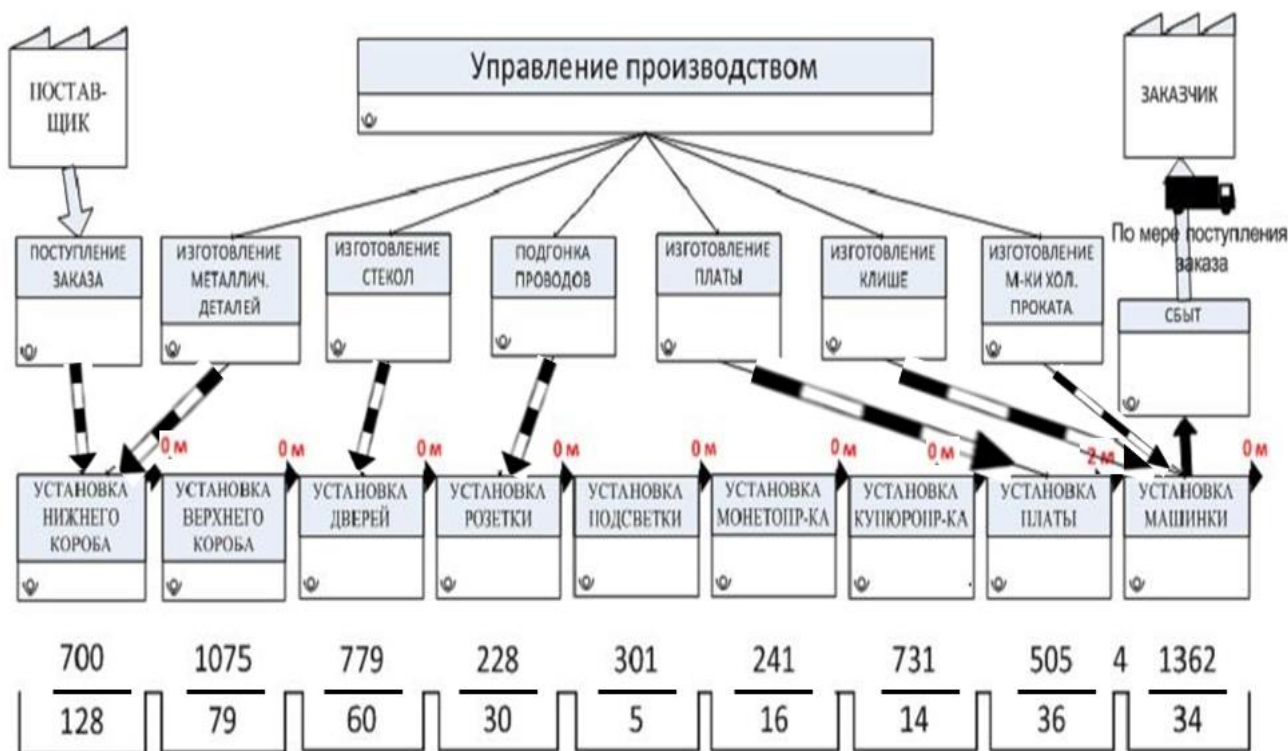 Управление производством
ПОСТАВ-
ЩИК
ЗАКАЗЧИК
По мере поступления
заказа
ПОСТУПЛЕНИЕ
ЗАКАЗА
ИЗГОТОВЛЕНИЕ
МЕТАЛЛИЧ.
ДЕТАЛЕЙ
ИЗГОТОВЛЕНИЕ
СТЕКОЛ
ПОДГОНКА
ПРОВОДОВ
ИЗГОТОВЛЕНИЕ
ПЛАТЫ
ИЗГОТОВЛЕНИЕ
КЛИШЕ
ИЗГОТОВЛЕНИЕ
М-КИ ХОЛ.
ПРОКАТА
СБЫТ
0 м 0 м 0 м 0 м 0 м 0 м 2 м 0 м
УСТАНОВКА
НИЖНЕГО
КОРОБА
УСТАНОВКА
ВЕРХНЕГО
КОРОБА
УСТАНОВКА
ДВЕРЕЙ
УСТАНОВКА
РОЗЕТКИ
УСТАНОВКА
ПОДСВЕТКИ
УСТАНОВКА
МОНЕТОПР-КА
УСТАНОВКА
КУПЮРОПР-КА
УСТАНОВКА
ПЛАТЫ
УСТАНОВКА
МАШИНКИ
700 1075 779 228 301 241 731 505 4 1362
128 79 60 30 5 16 14 36 34